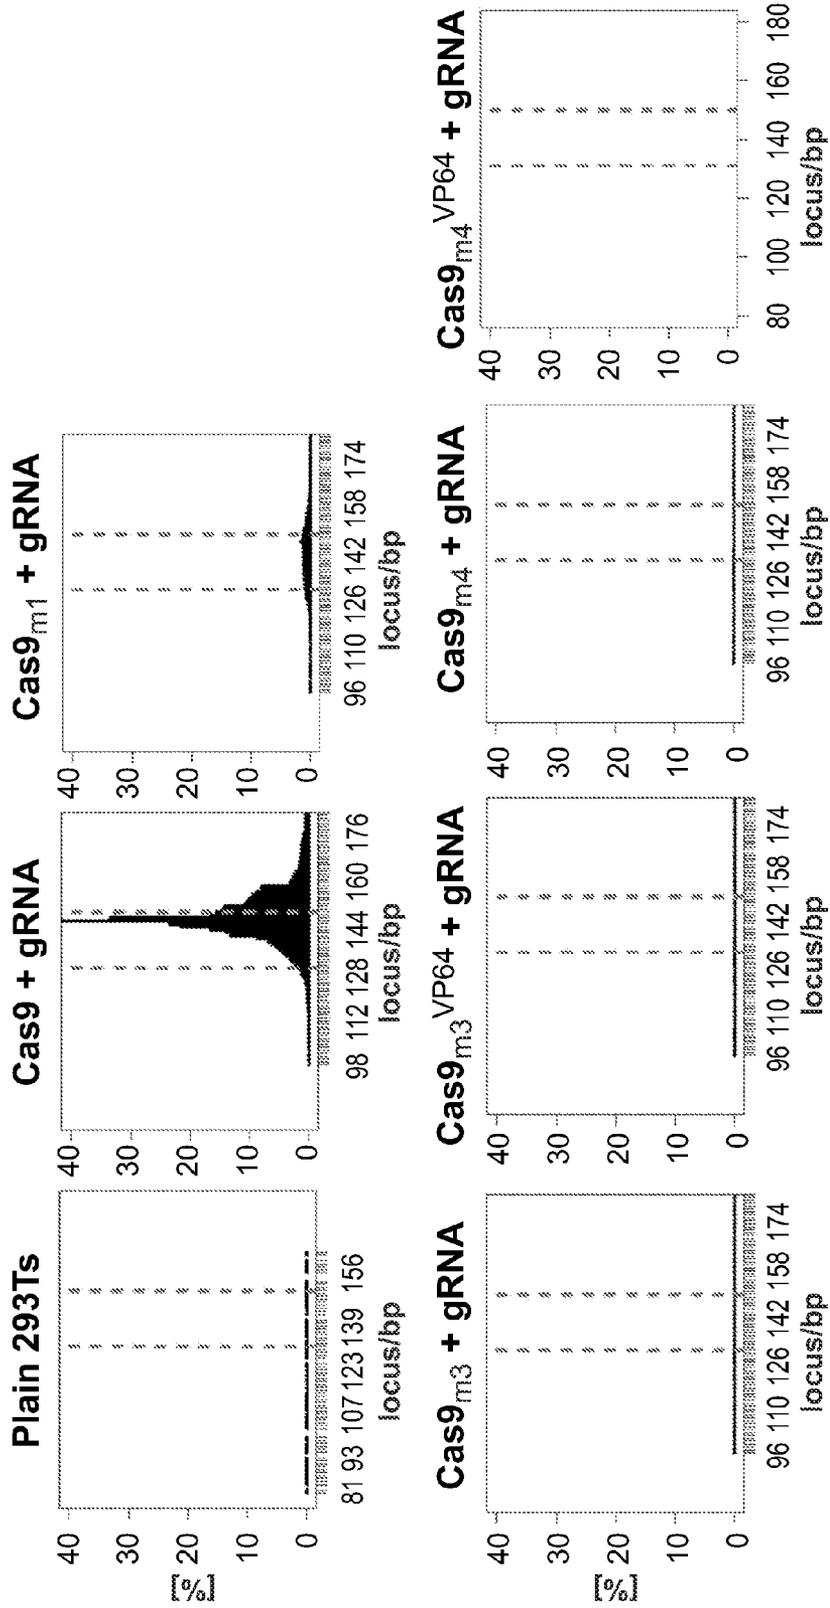 Plain 293Ts
40
30
20
10
0
[%]
81 93 107 123 139 156
locus/bp
Cas9 + gRNA
40
30
20
10
0
98 112 128 144 160 176
locus/bp
Cas9m1 + gRNA
40
30
20
10
0
96 110 126 142 158 174
locus/bp
Cas9m3 + gRNA
40
30
20
10
0
[%]
96 110 126 142 158 174
locus/bp
Cas9m3VP64 + gRNA
40
30
20
10
0
96 110 126 142 158 174
locus/bp
Cas9m4 + gRNA
40
30
20
10
0
96 110 126 142 158 174
locus/bp
Cas9m4VP64 + gRNA
40
30
20
10
0
80 100 120 140 160 180
locus/bp